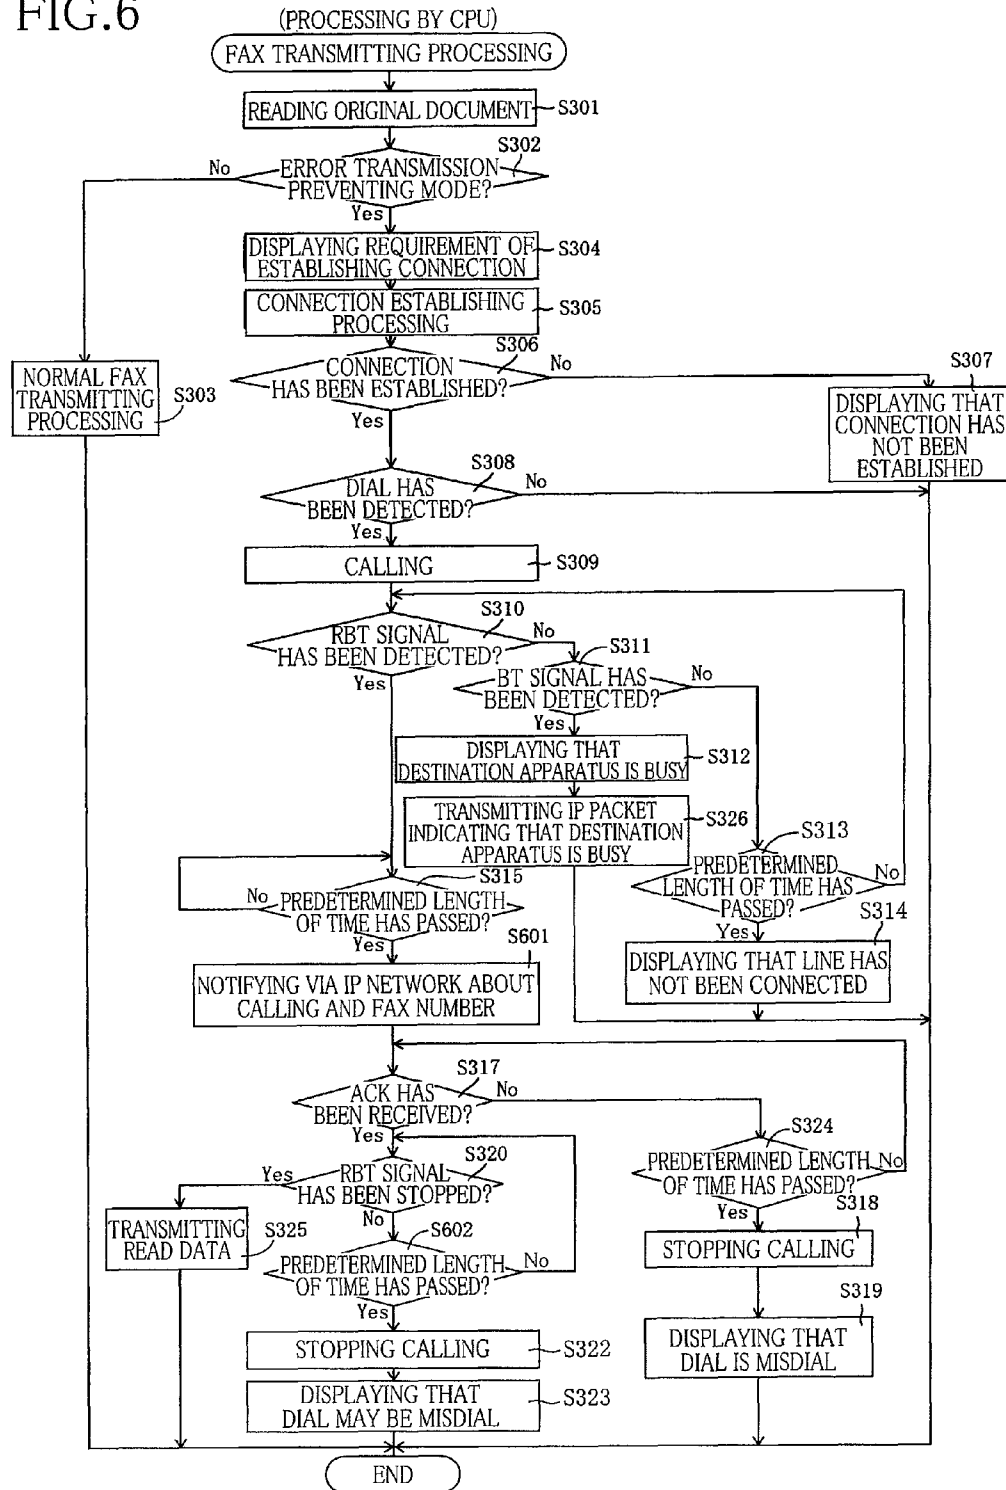 FIG.6
(PROCESSING BY CPU)
FAX TRANSMITTING PROCESSING
READING ORIGINAL DOCUMENT
S301
S302
No
ERROR TRANSMISSION
PREVENTING MODE?
Yes
DISPLAYING REQUIREMENT OF
ESTABLISHING CONNECTION
S304
CONNECTION ESTABLISHING
PROCESSING
S305
S306
CONNECTION
HAS BEEN ESTABLISHED?
No
Yes
NORMAL FAX
TRANSMITTING
PROCESSING
S303
S307
DISPLAYING THAT
CONNECTION HAS
NOT BEEN
ESTABLISHED
S308
DIAL HAS
BEEN DETECTED?
No
Yes
CALLING
S309
S310
RBT SIGNAL
HAS BEEN DETECTED?
No
Yes
S311
BT SIGNAL HAS
BEEN DETECTED?
No
Yes
DISPLAYING THAT
DESTINATION APPARATUS IS BUSY
S312
TRANSMITTING IP PACKET
INDICATING THAT DESTINATION
APPARATUS IS BUSY
S326
S313
PREDETERMINED
LENGTH OF TIME HAS
PASSED?
No
Yes
S314
DISPLAYING THAT LINE HAS
NOT BEEN CONNECTED
S315
No
PREDETERMINED LENGTH
OF TIME HAS PASSED?
Yes
S601
NOTIFYING VIA IP NETWORK ABOUT
CALLING AND FAX NUMBER
S317
ACK HAS
BEEN RECEIVED?
No
Yes
S324
PREDETERMINED LENGTH
OF TIME HAS PASSED?
No
Yes
S320
Yes
RBT SIGNAL
HAS BEEN STOPPED?
No
TRANSMITTING
READ DATA
S325
S602
PREDETERMINED LENGTH
OF TIME HAS PASSED?
No
Yes
S318
STOPPING CALLING
S319
DISPLAYING THAT
DIAL IS MISDIAL
STOPPING CALLING
S322
DISPLAYING THAT
DIAL MAY BE MISDIAL
S323
END